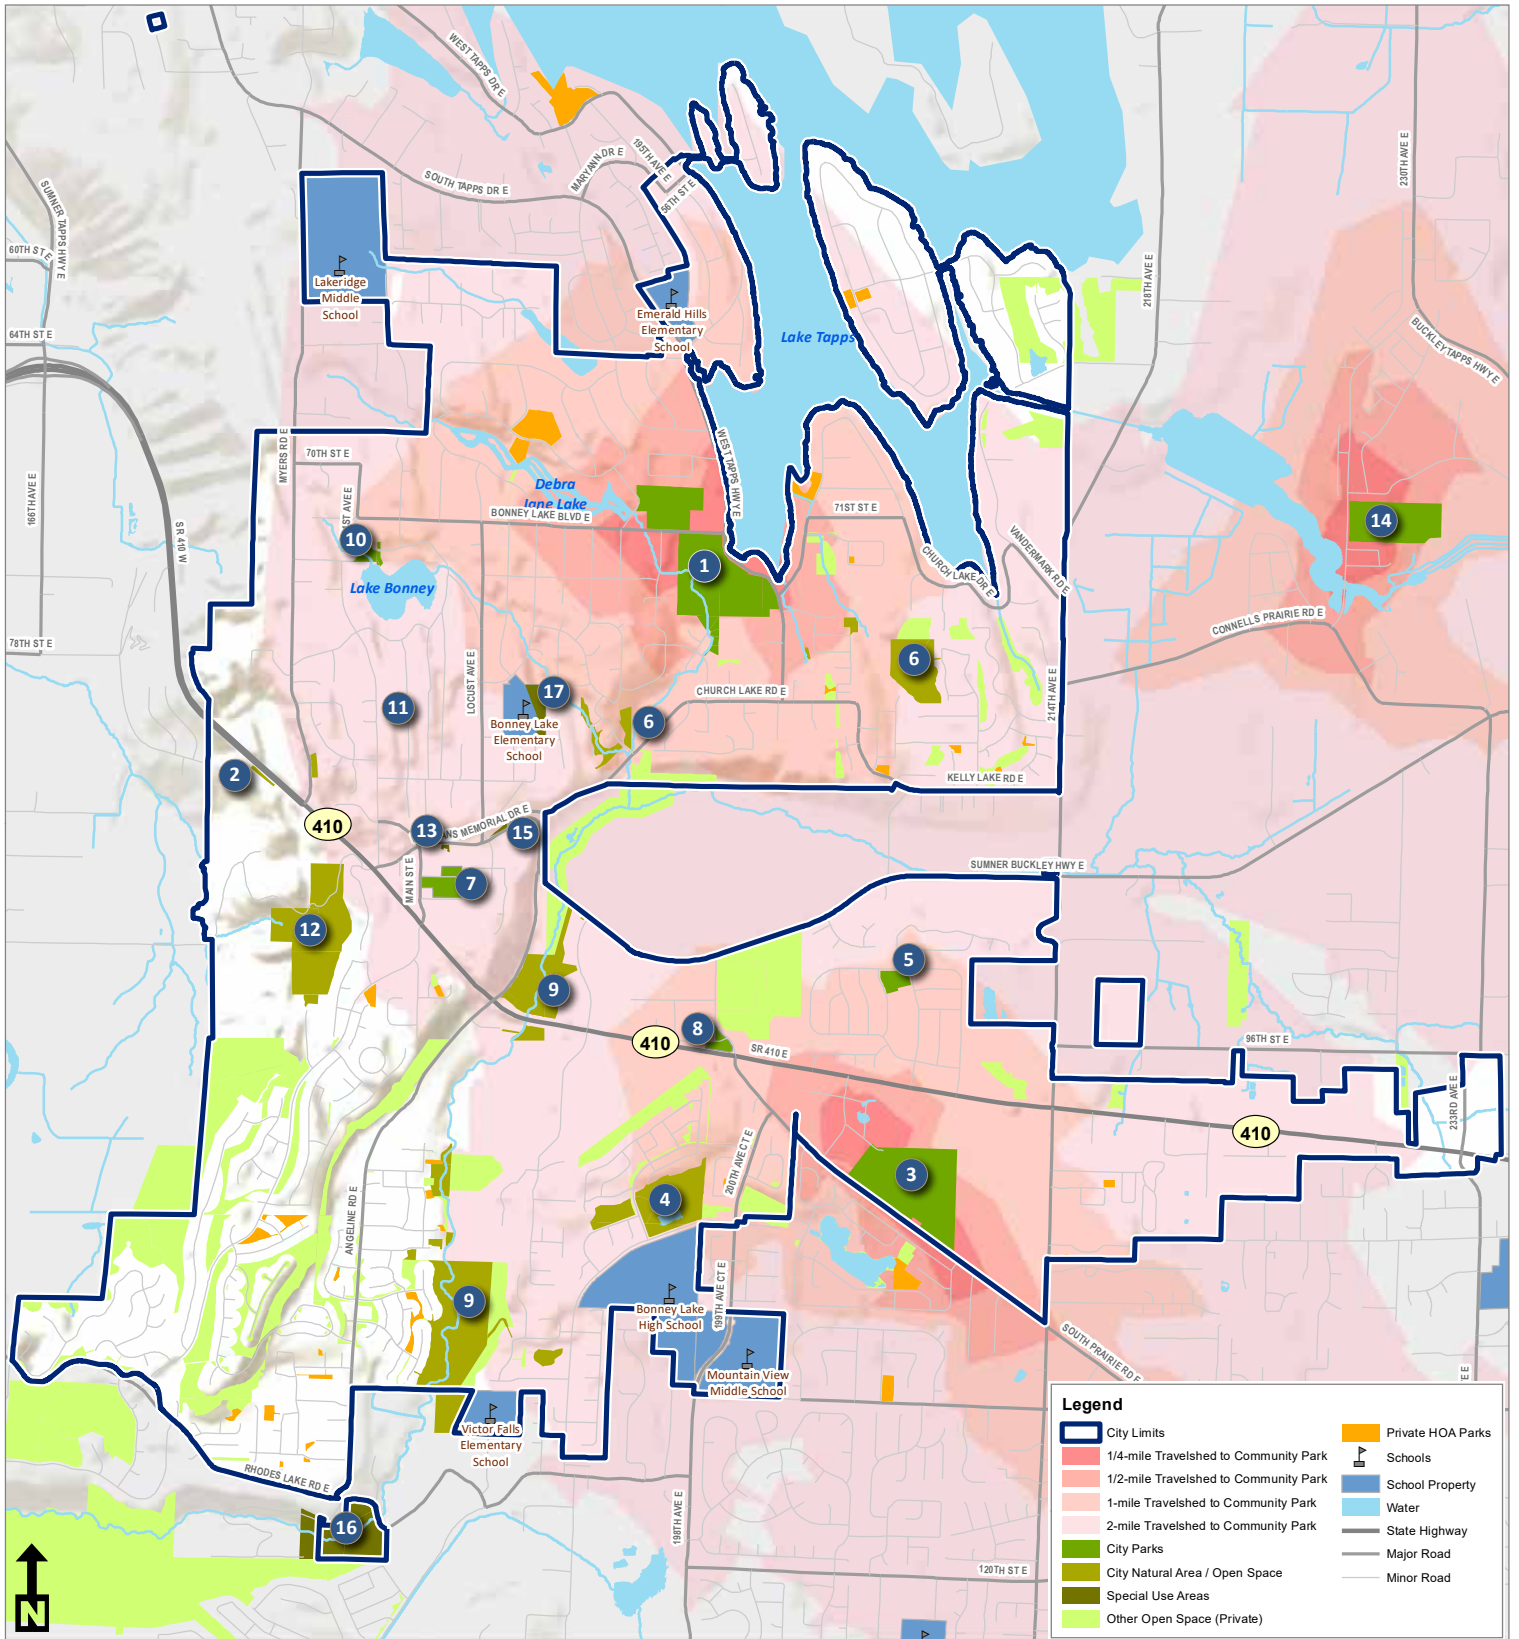 WEST TAPPS DR E
SUMNER TAPPS HWY E
60TH ST E
64TH ST E
SOUTH TAPPS DR E
MARYANN DR E
195TH AVE E
56TH ST E
230TH AVE E
218TH AVE E
BUCKLEY TAPPS HWY E
Lakeridge
Middle
School
Emerald Hills
Elementary
School
Lake Tapps
MYERS RD E
70TH ST E
166TH AVE E
SR 410 W
ST AVE E
Debra
Jane Lake
BONNEY LAKE BLVD E
WEST TAPPS HWY E
71ST ST E
CHURCH LAKE DR E
VANDERMARK RD E
14
10
1
Lake Bonney
78TH ST E
CONNELLS PRAIRIE RD E
LOCUST AVE E
6
214TH AVE E
CHURCH LAKE RD E
17
11
6
Bonney Lake
Elementary
School
2
KELLY LAKE RD E
410
13
NS MEMORIAL DR E
15
MAIN ST E
7
SUMNER BUCKLEY HWY E
12
5
9
8
410
SR 410 E
96TH ST E
233RD AVE E
410
3
200TH AVE CT E
4
ANGELINE RD E
9
199TH AVE CT E
Bonney Lake
High School
Mountain View
Middle School
SOUTH PRAIRIE RD E
E
Victor Falls
Elementary
School
RHODES LAKE RD E
16
198TH AVE E
120TH ST E
N
Legend
City Limits
1/4-mile Travelshed to Community Park
1/2-mile Travelshed to Community Park
1-mile Travelshed to Community Park
2-mile Travelshed to Community Park
City Parks
City Natural Area / Open Space
Special Use Areas
Other Open Space (Private)
Private HOA Parks
Schools
School Property
Water
State Highway
Major Road
Minor Road